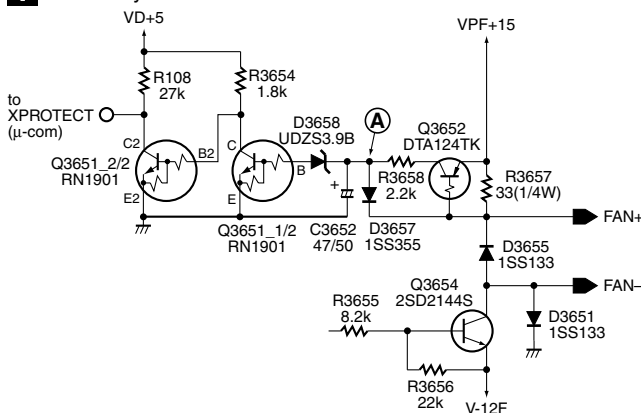 VD+5
VPF+15
R108
27k
R3654
1.8k
to
XPROTECT
(μ-com)
D3658
UDZS3.9B
A
Q3652
DTA124TK
C2
B2
C
B
R3658
2.2k
R3657
33(1/4W)
Q3651_2/2
RN1901
E2
E
+
FAN+
Q3651_1/2
RN1901
C3652
47/50
D3657
1SS355
D3655
1SS133
Q3654
2SD2144S
FAN–
R3655
8.2k
D3651
1SS133
R3656
22k
V-12F